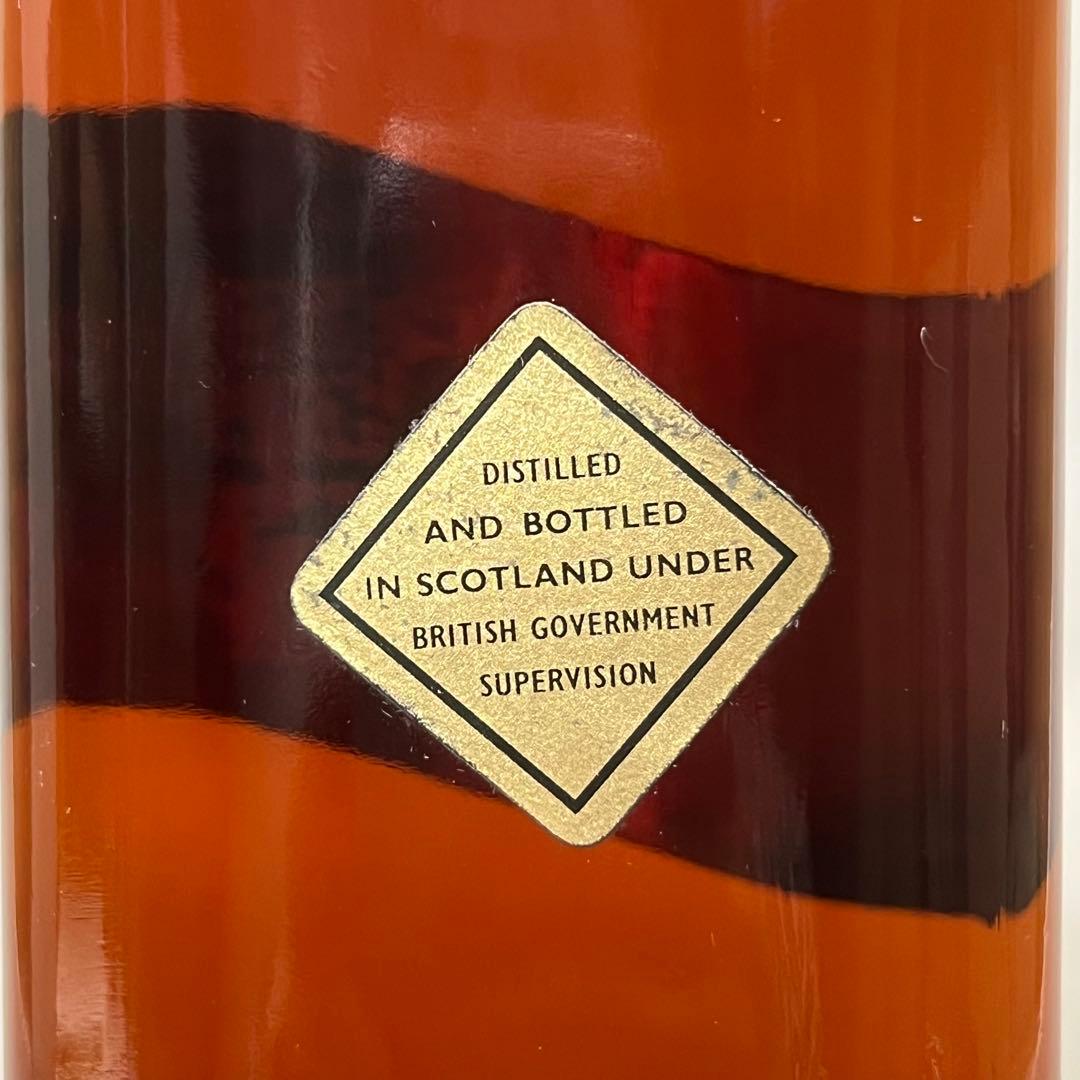 DISTILLED
AND BOTTLED
IN SCOTLAND UNDER
BRITISH GOVERNMENT
SUPERVISION